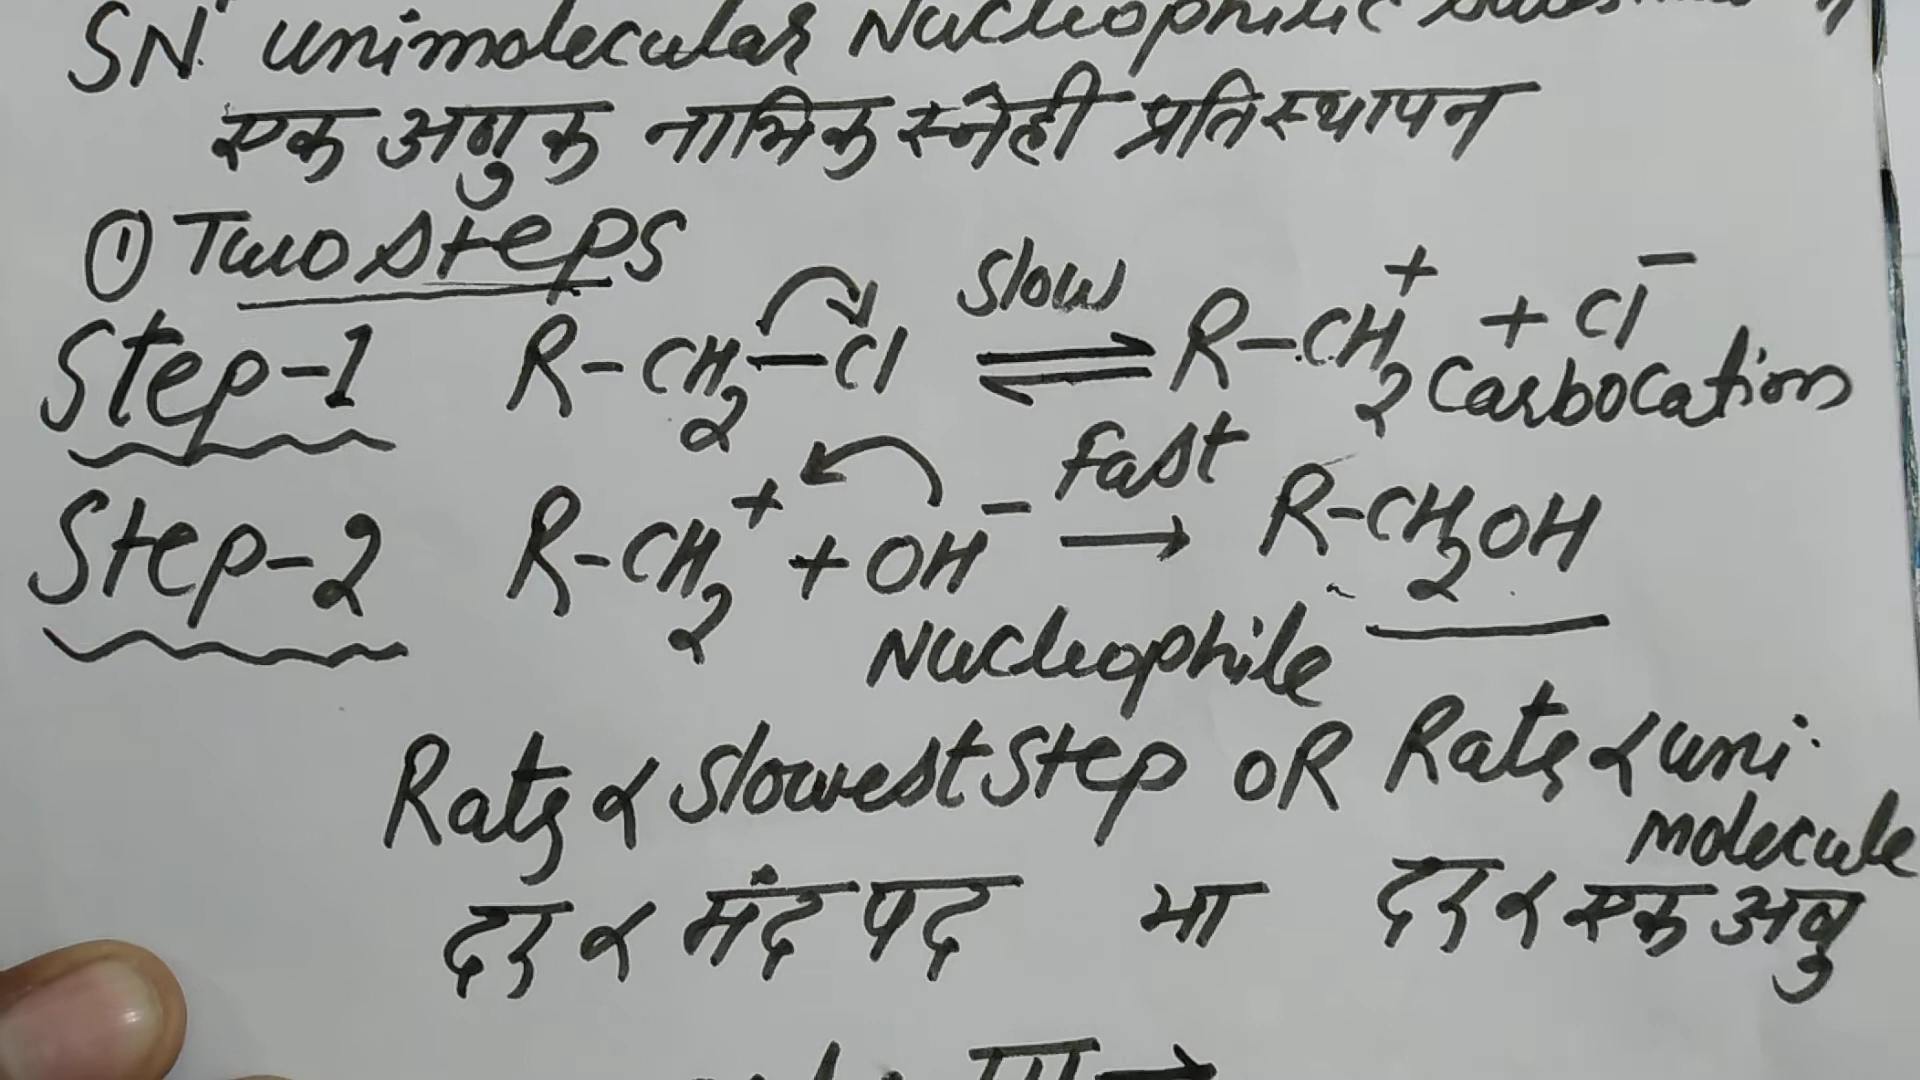 SN¹ unimolecular Nucleophilic
एक अणुक नाभिक स्नेही प्रतिस्थापन
① Two steps
Step-1 R-CH₂-Cl slow ⇌ R-CH₂⁺ + Cl⁻
Carbocation
Step-2 R-CH₂⁺ + OH⁻ fast → R-CH₂OH
Nucleophile
Rate ∝ slowest step OR Rate ∝ uni.
molecule
दर ∝ मंद पद या दर ∝ एक अणु